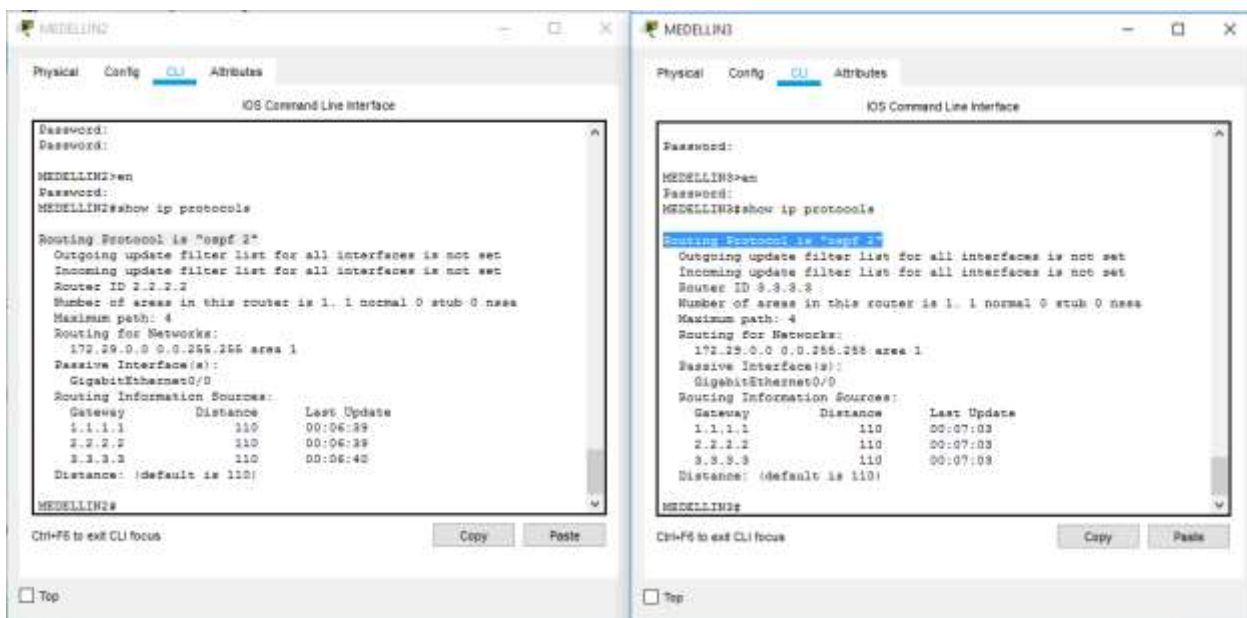 MEDELLIN2
Physical Config CLI Attributes
IOS Command Line Interface
Password:
Password:
MEDELLIN2>en
Password:
MEDELLIN2#show ip protocols
Routing Protocol is "ospf 2"
Outgoing update filter list for all interfaces is not set
Incoming update filter list for all interfaces is not set
Router ID 2.2.2.2
Number of areas in this router is 1. 1 normal 0 stub 0 nssa
Maximum path: 4
Routing for Networks:
172.29.0.0 0.0.255.255 area 1
Passive Interface(s):
GigabitEthernet0/0
Routing Information Sources:
Gateway Distance Last Update
1.1.1.1 110 00:06:39
2.2.2.2 110 00:06:39
3.3.3.3 110 00:06:40
Distance: (default is 110)
MEDELLIN2#
Ctrl+F6 to exit CLI focus
Copy Paste
Top
MEDELLIN3
Physical Config CLI Attributes
IOS Command Line Interface
Password:
MEDELLIN3>en
Password:
MEDELLIN3#show ip protocols
Routing Protocol is "ospf 2"
Outgoing update filter list for all interfaces is not set
Incoming update filter list for all interfaces is not set
Router ID 3.3.3.3
Number of areas in this router is 1. 1 normal 0 stub 0 nssa
Maximum path: 4
Routing for Networks:
172.29.0.0 0.0.255.255 area 1
Passive Interface(s):
GigabitEthernet0/0
Routing Information Sources:
Gateway Distance Last Update
1.1.1.1 110 00:07:03
2.2.2.2 110 00:07:03
3.3.3.3 110 00:07:03
Distance: (default is 110)
MEDELLIN3#
Ctrl+F6 to exit CLI focus
Copy Paste
Top